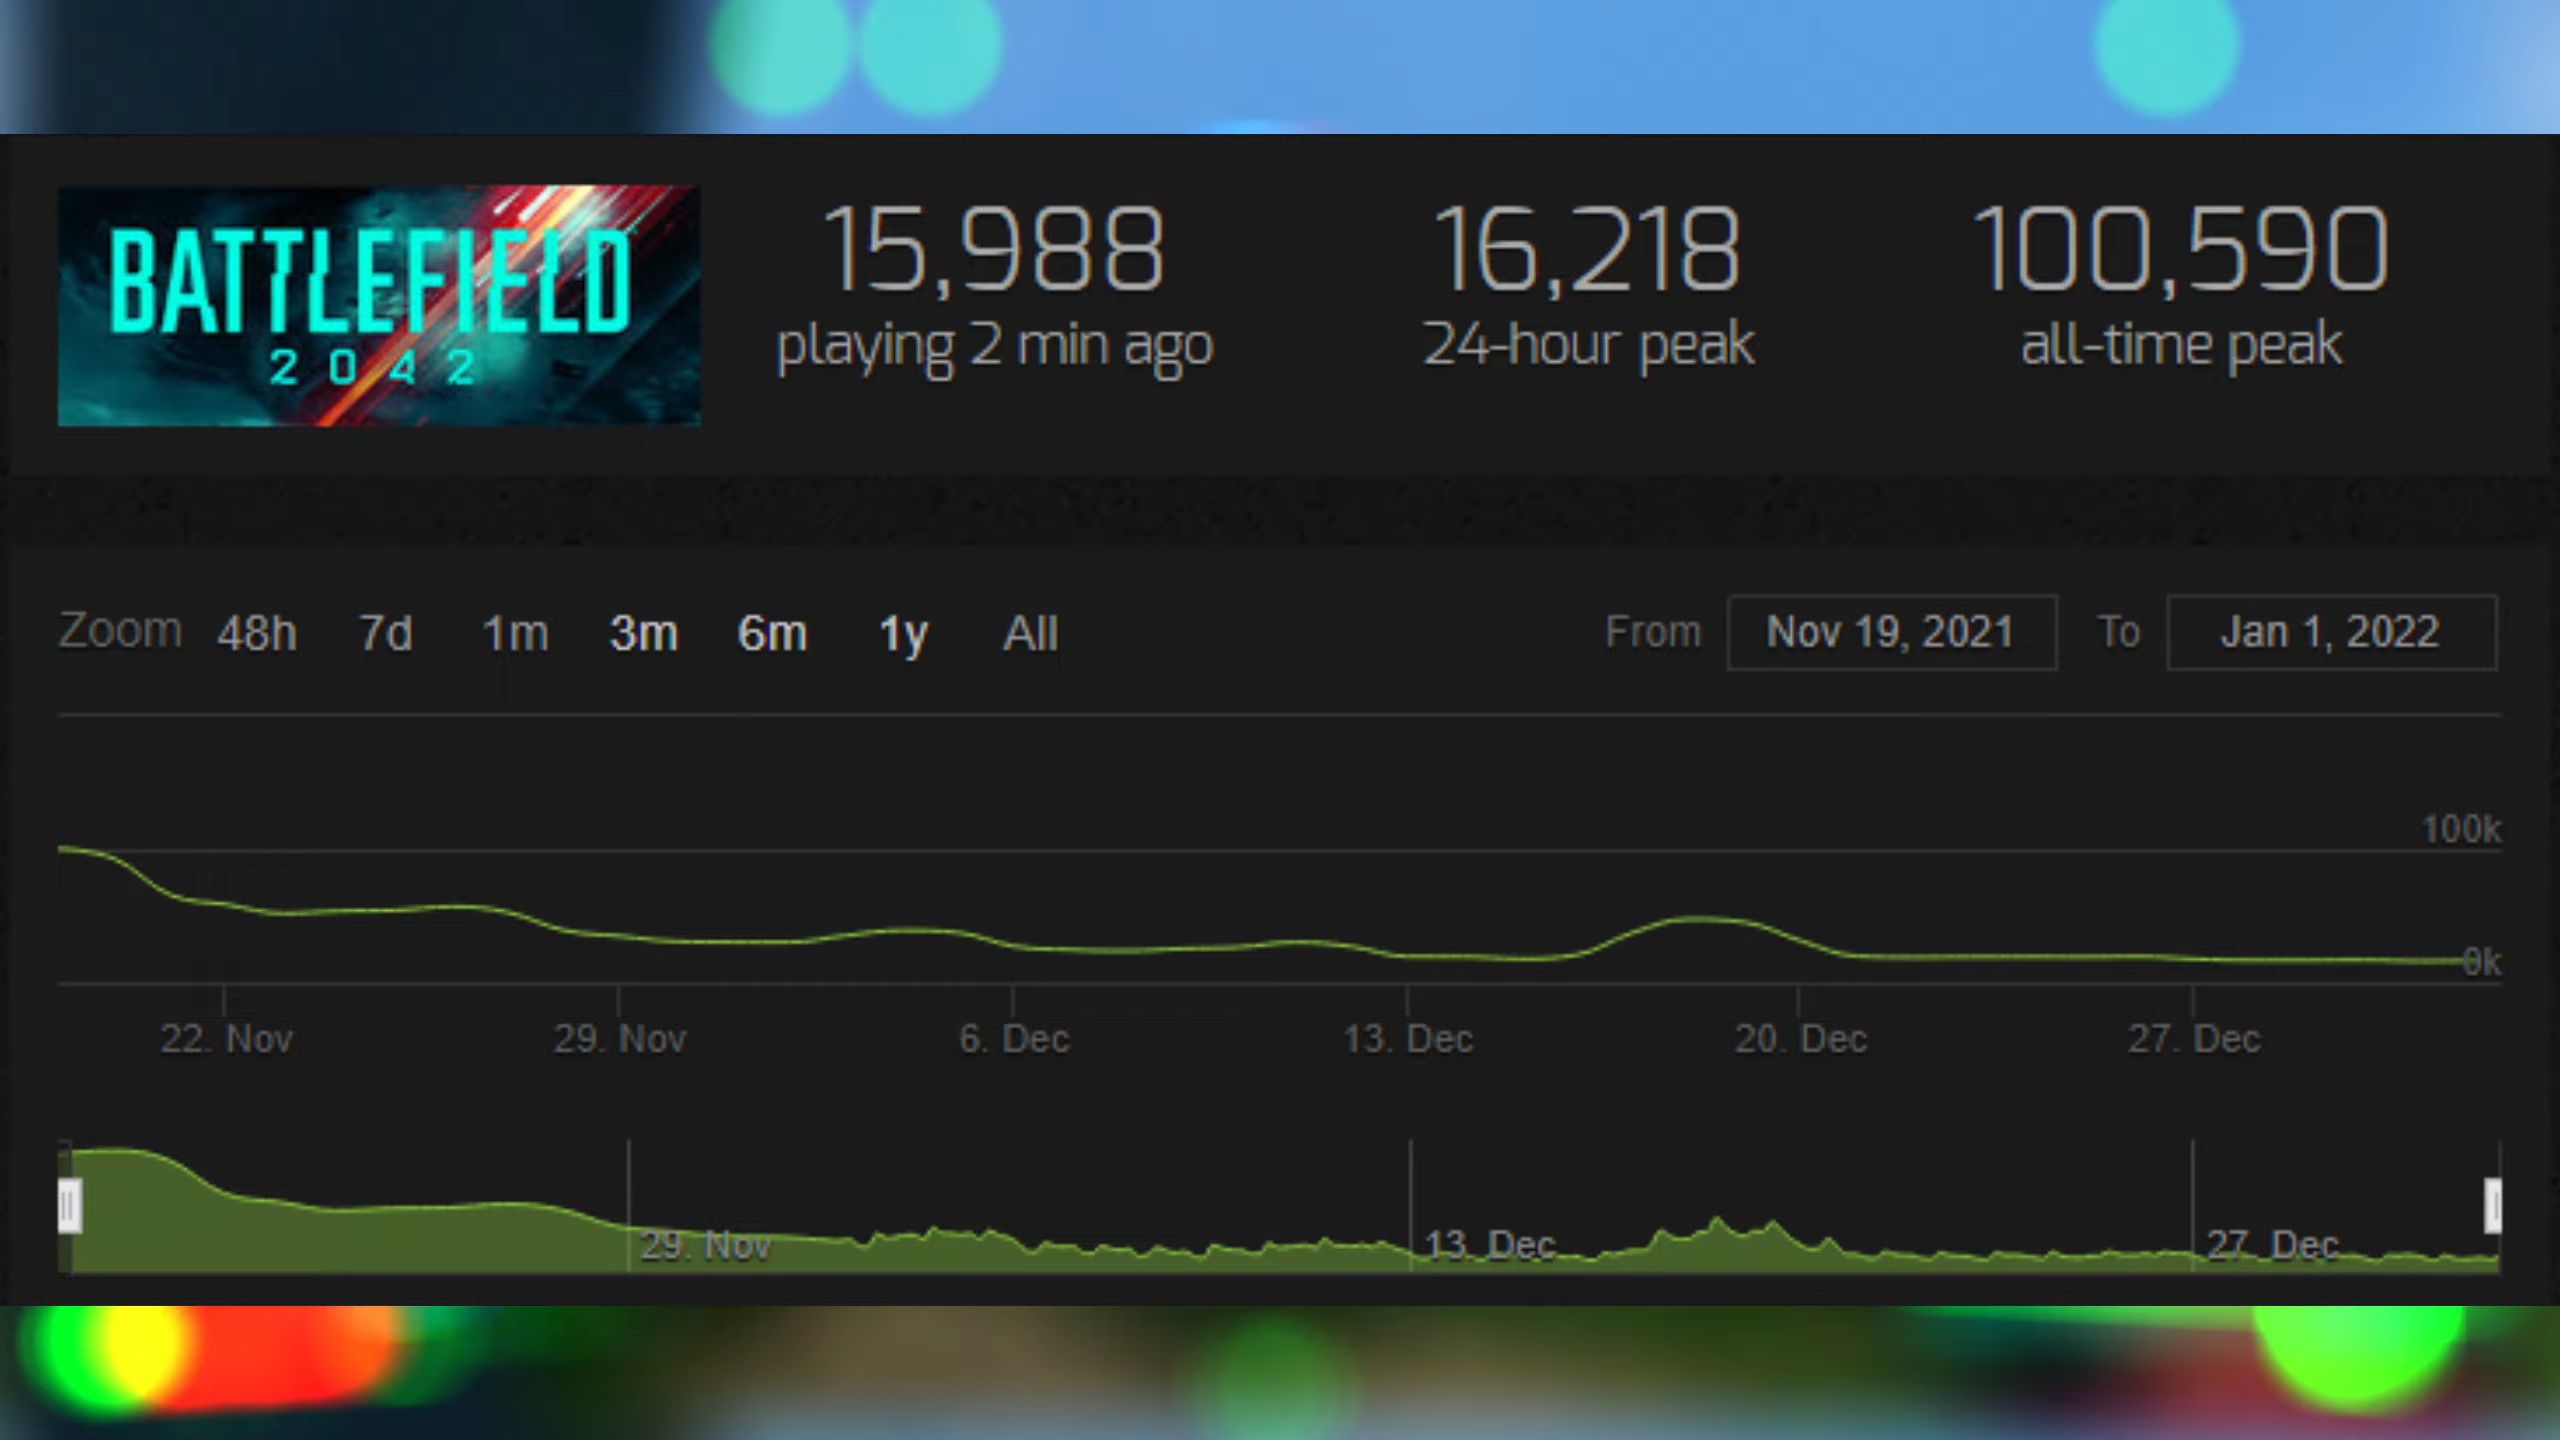 BATTLEFIELD
2042
15,988
playing 2 min ago
16,218
24-hour peak
100,590
all-time peak
Zoom 48h 7d 1m 3m 6m 1y All
From Nov 19, 2021 To Jan 1, 2022
100k
0k
22. Nov 29. Nov 6. Dec 13. Dec 20. Dec 27. Dec
29. Nov 13. Dec 27. Dec